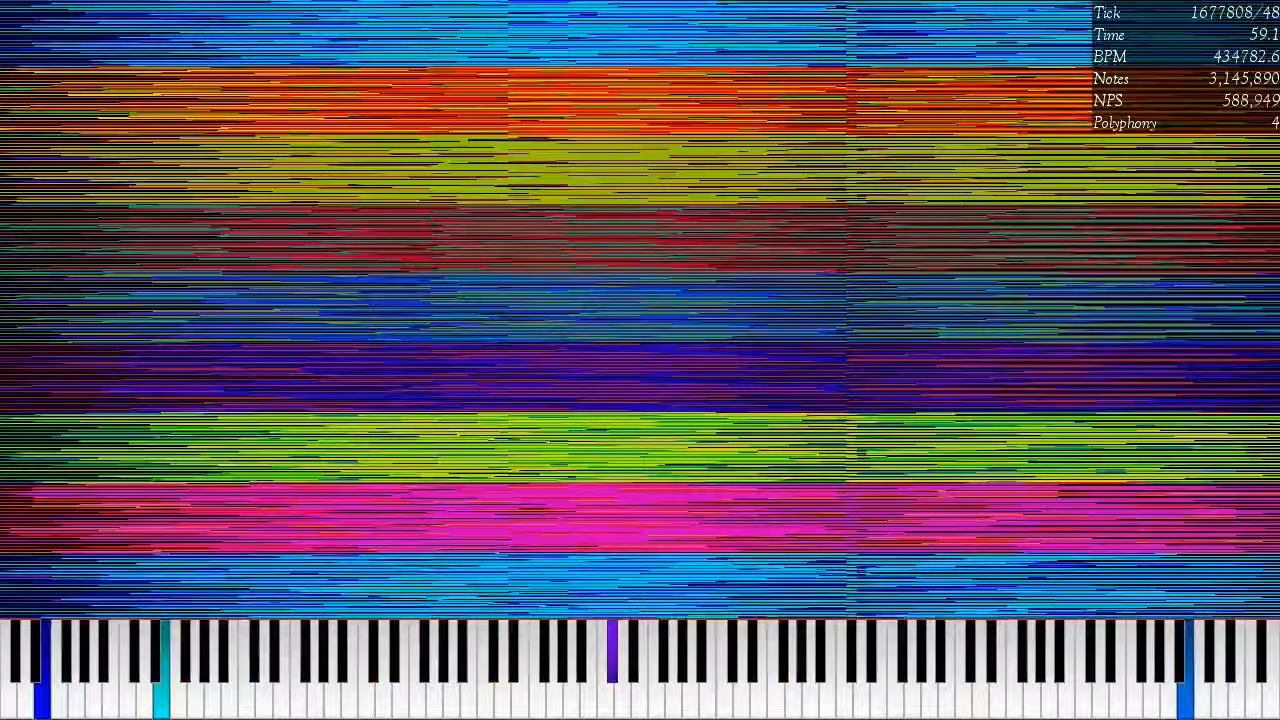 Tick 1677808/48
Time 59.1
BPM 434782.6
Notes 3,145,890
NPS 588,949
Polyphony 4